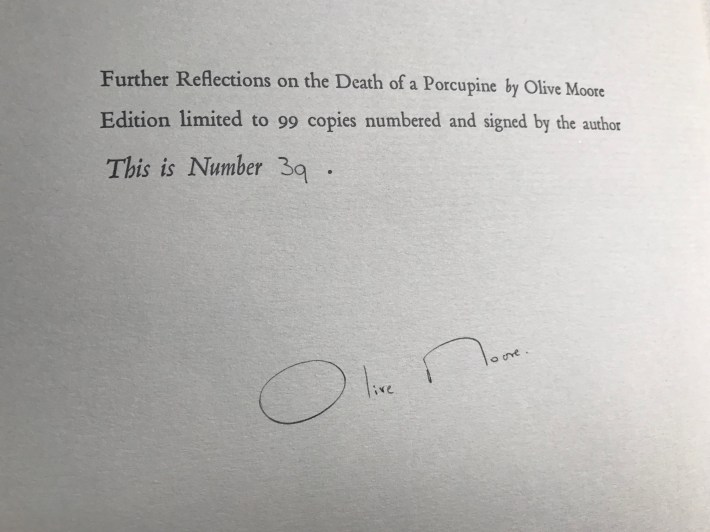 Further Reflections on the Death of a Porcupine by Olive Moore
Edition limited to 99 copies numbered and signed by the author
This is Number 39 .
Olive Moore.